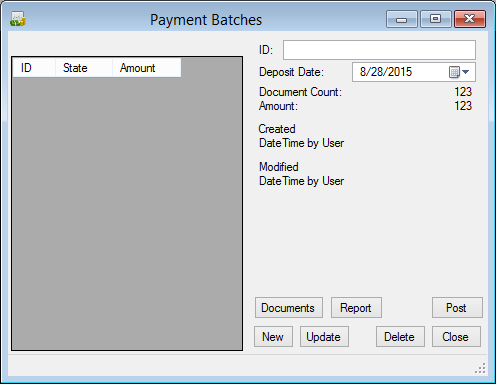 Payment Batches
ID State Amount
ID:
Deposit Date: 8/28/2015
Document Count: 123
Amount: 123
Created
DateTime by User
Modified
DateTime by User
Documents Report Post
New Update Delete Close